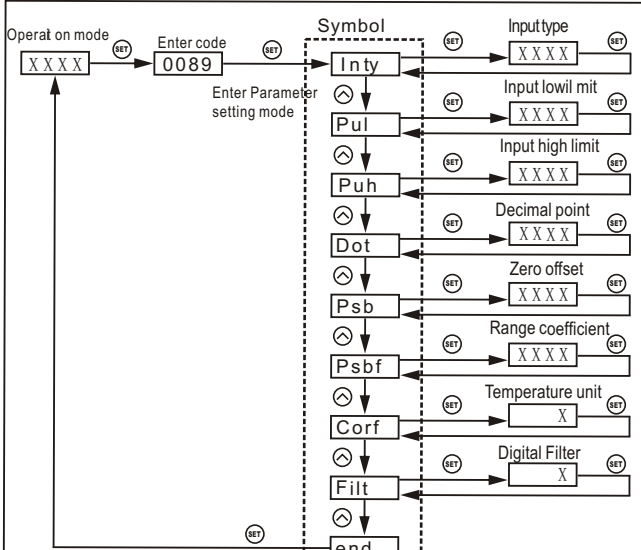 Symbol
Operat on mode
SET
Enter code
SET
XXXX
0089
Enter Parameter
setting mode
Inty
SET
Input type
XXXX
SET
Pul
SET
Input lowil mit
XXXX
SET
Puh
SET
Input high limit
XXXX
SET
Dot
SET
Decimal point
XXXX
SET
Psb
SET
Zero offset
XXXX
SET
Psbf
SET
Range coefficient
XXXX
SET
Corf
SET
Temperature unit
X
SET
Filt
SET
Digital Filter
X
SET
SET
end